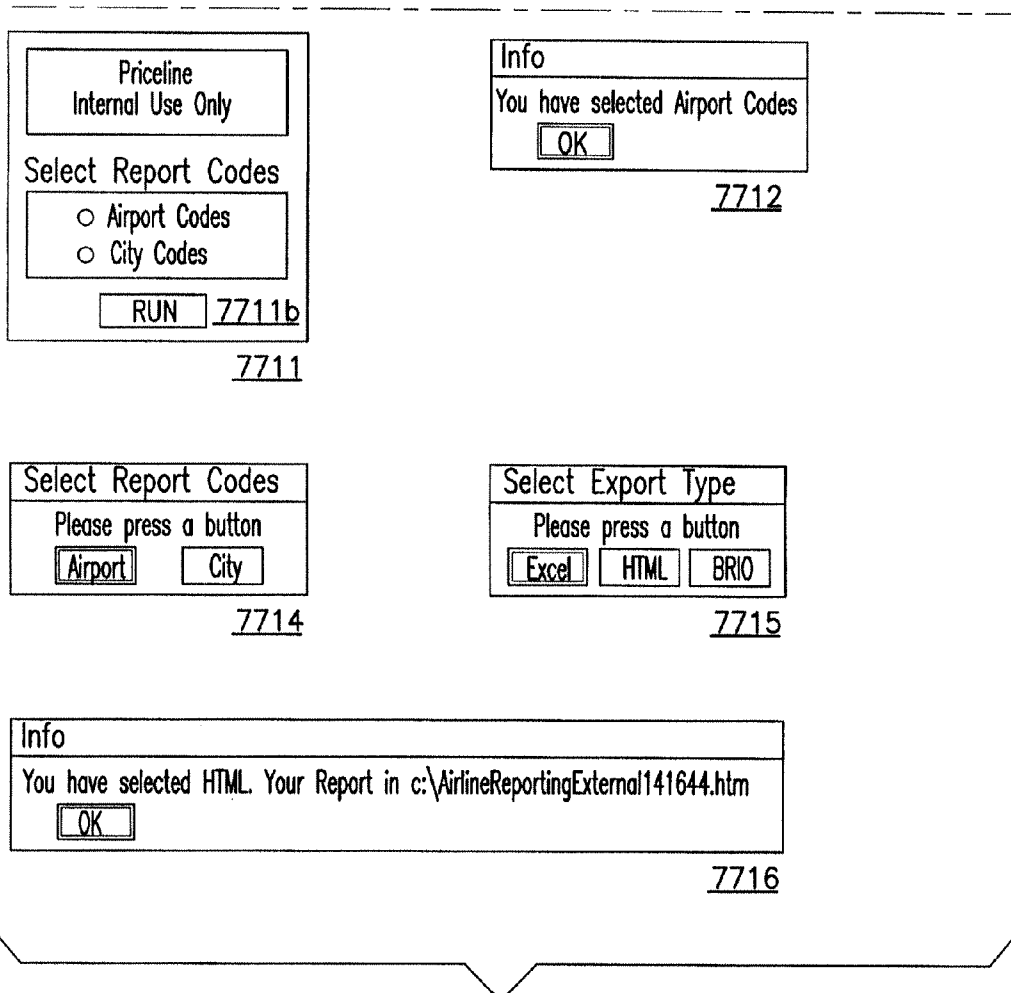 Priceline
Internal Use Only
Select Report Codes
Airport Codes
City Codes
RUN
7711b
7711
Info
You have selected Airport Codes
OK
7712
Select Report Codes
Please press a button
Airport
City
7714
Select Export Type
Please press a button
Excel
HTML
BRIO
7715
Info
You have selected HTML. Your Report in c:\AirlineReportingExternal141644.htm
OK
7716